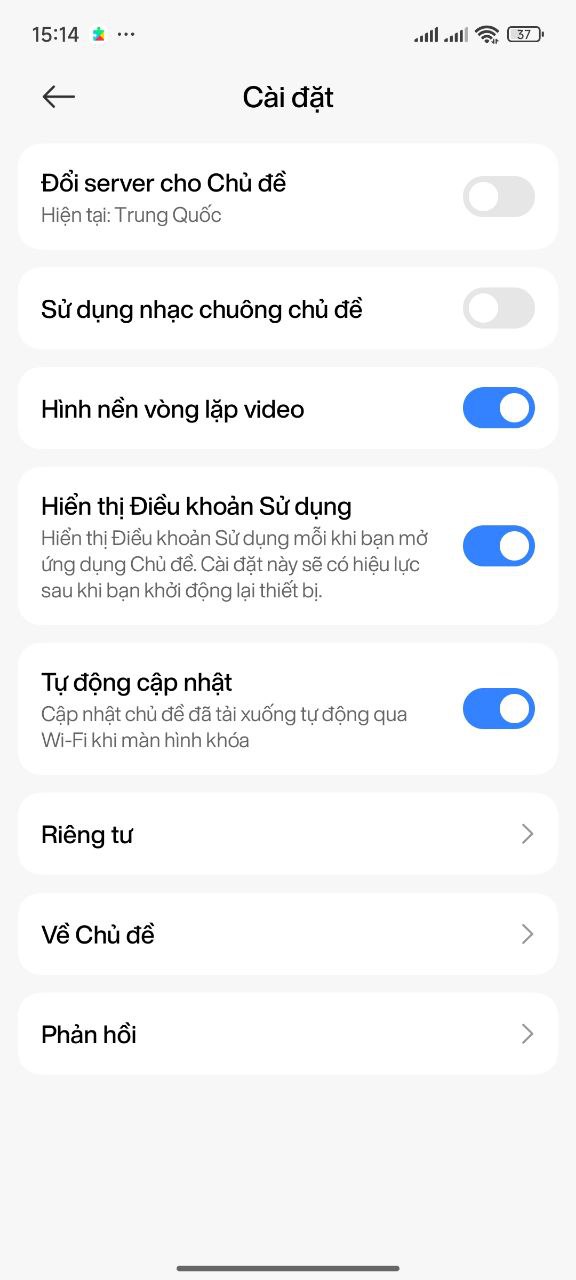 15:14
37
Cài đặt
Đổi server cho Chủ đề
Hiện tại: Trung Quốc
Sử dụng nhạc chuông chủ đề
Hình nền vòng lặp video
Hiển thị Điều khoản Sử dụng
Hiển thị Điều khoản Sử dụng mỗi khi bạn mở
ứng dụng Chủ đề. Cài đặt này sẽ có hiệu lực
sau khi bạn khởi động lại thiết bị.
Tự động cập nhật
Cập nhật chủ đề đã tải xuống tự động qua
Wi-Fi khi màn hình khóa
Riêng tư
Về Chủ đề
Phản hồi